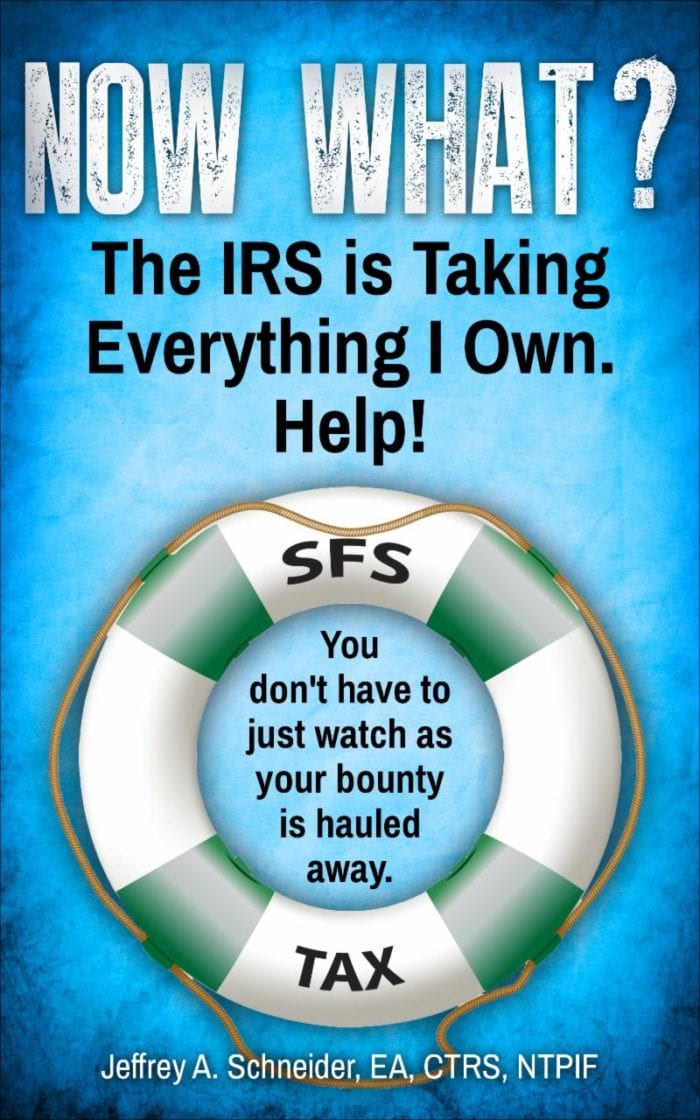 NOW WHAT?
The IRS is Taking
Everything I Own.
Help!
SFS
You
don't have to
just watch as
your bounty
is hauled
away.
TAX
Jeffrey A. Schneider, EA, CTRS, NTPIF